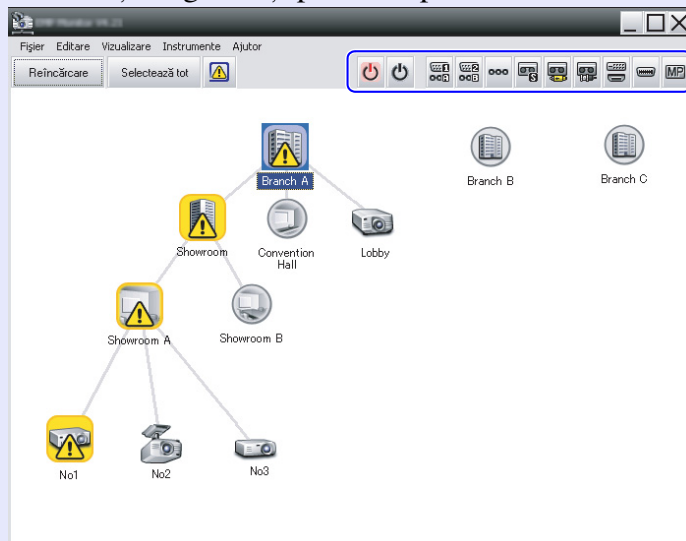 Fişier Editare Vizualizare Instrumente Ajutor
Reîncărcare Selectează tot MP
Branch A Branch B Branch C
Showroom Convention Hall Lobby
Showroom A Showroom B
No1 No2 No3